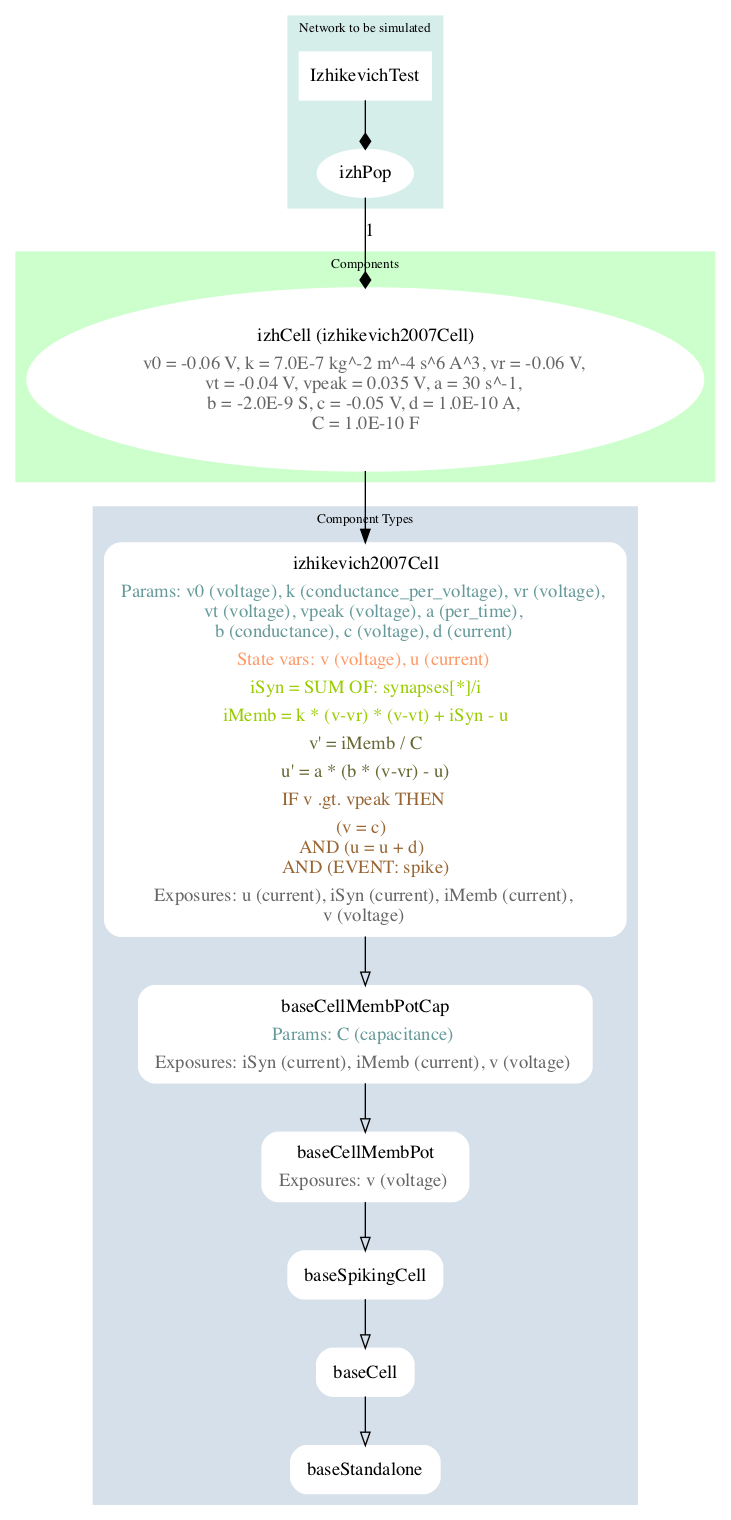 Network to be simulated
IzhikevichTest
izhPop
1
Components
izhCell (izhikevich2007Cell)
v0 = -0.06 V, k = 7.0E-7 kg^-2 m^-4 s^6 A^3, vr = -0.06 V,
vt = -0.04 V, vpeak = 0.035 V, a = 30 s^-1,
b = -2.0E-9 S, c = -0.05 V, d = 1.0E-10 A,
C = 1.0E-10 F
Component Types
izhikevich2007Cell
Params: v0 (voltage), k (conductance_per_voltage), vr (voltage),
vt (voltage), vpeak (voltage), a (per_time),
b (conductance), c (voltage), d (current)
State vars: v (voltage), u (current)
iSyn = SUM OF: synapses[*]/i
iMemb = k * (v-vr) * (v-vt) + iSyn - u
v' = iMemb / C
u' = a * (b * (v-vr) - u)
IF v .gt. vpeak THEN
(v = c)
AND (u = u + d)
AND (EVENT: spike)
Exposures: u (current), iSyn (current), iMemb (current),
v (voltage)
baseCellMembPotCap
Params: C (capacitance)
Exposures: iSyn (current), iMemb (current), v (voltage)
baseCellMembPot
Exposures: v (voltage)
baseSpikingCell
baseCell
baseStandalone